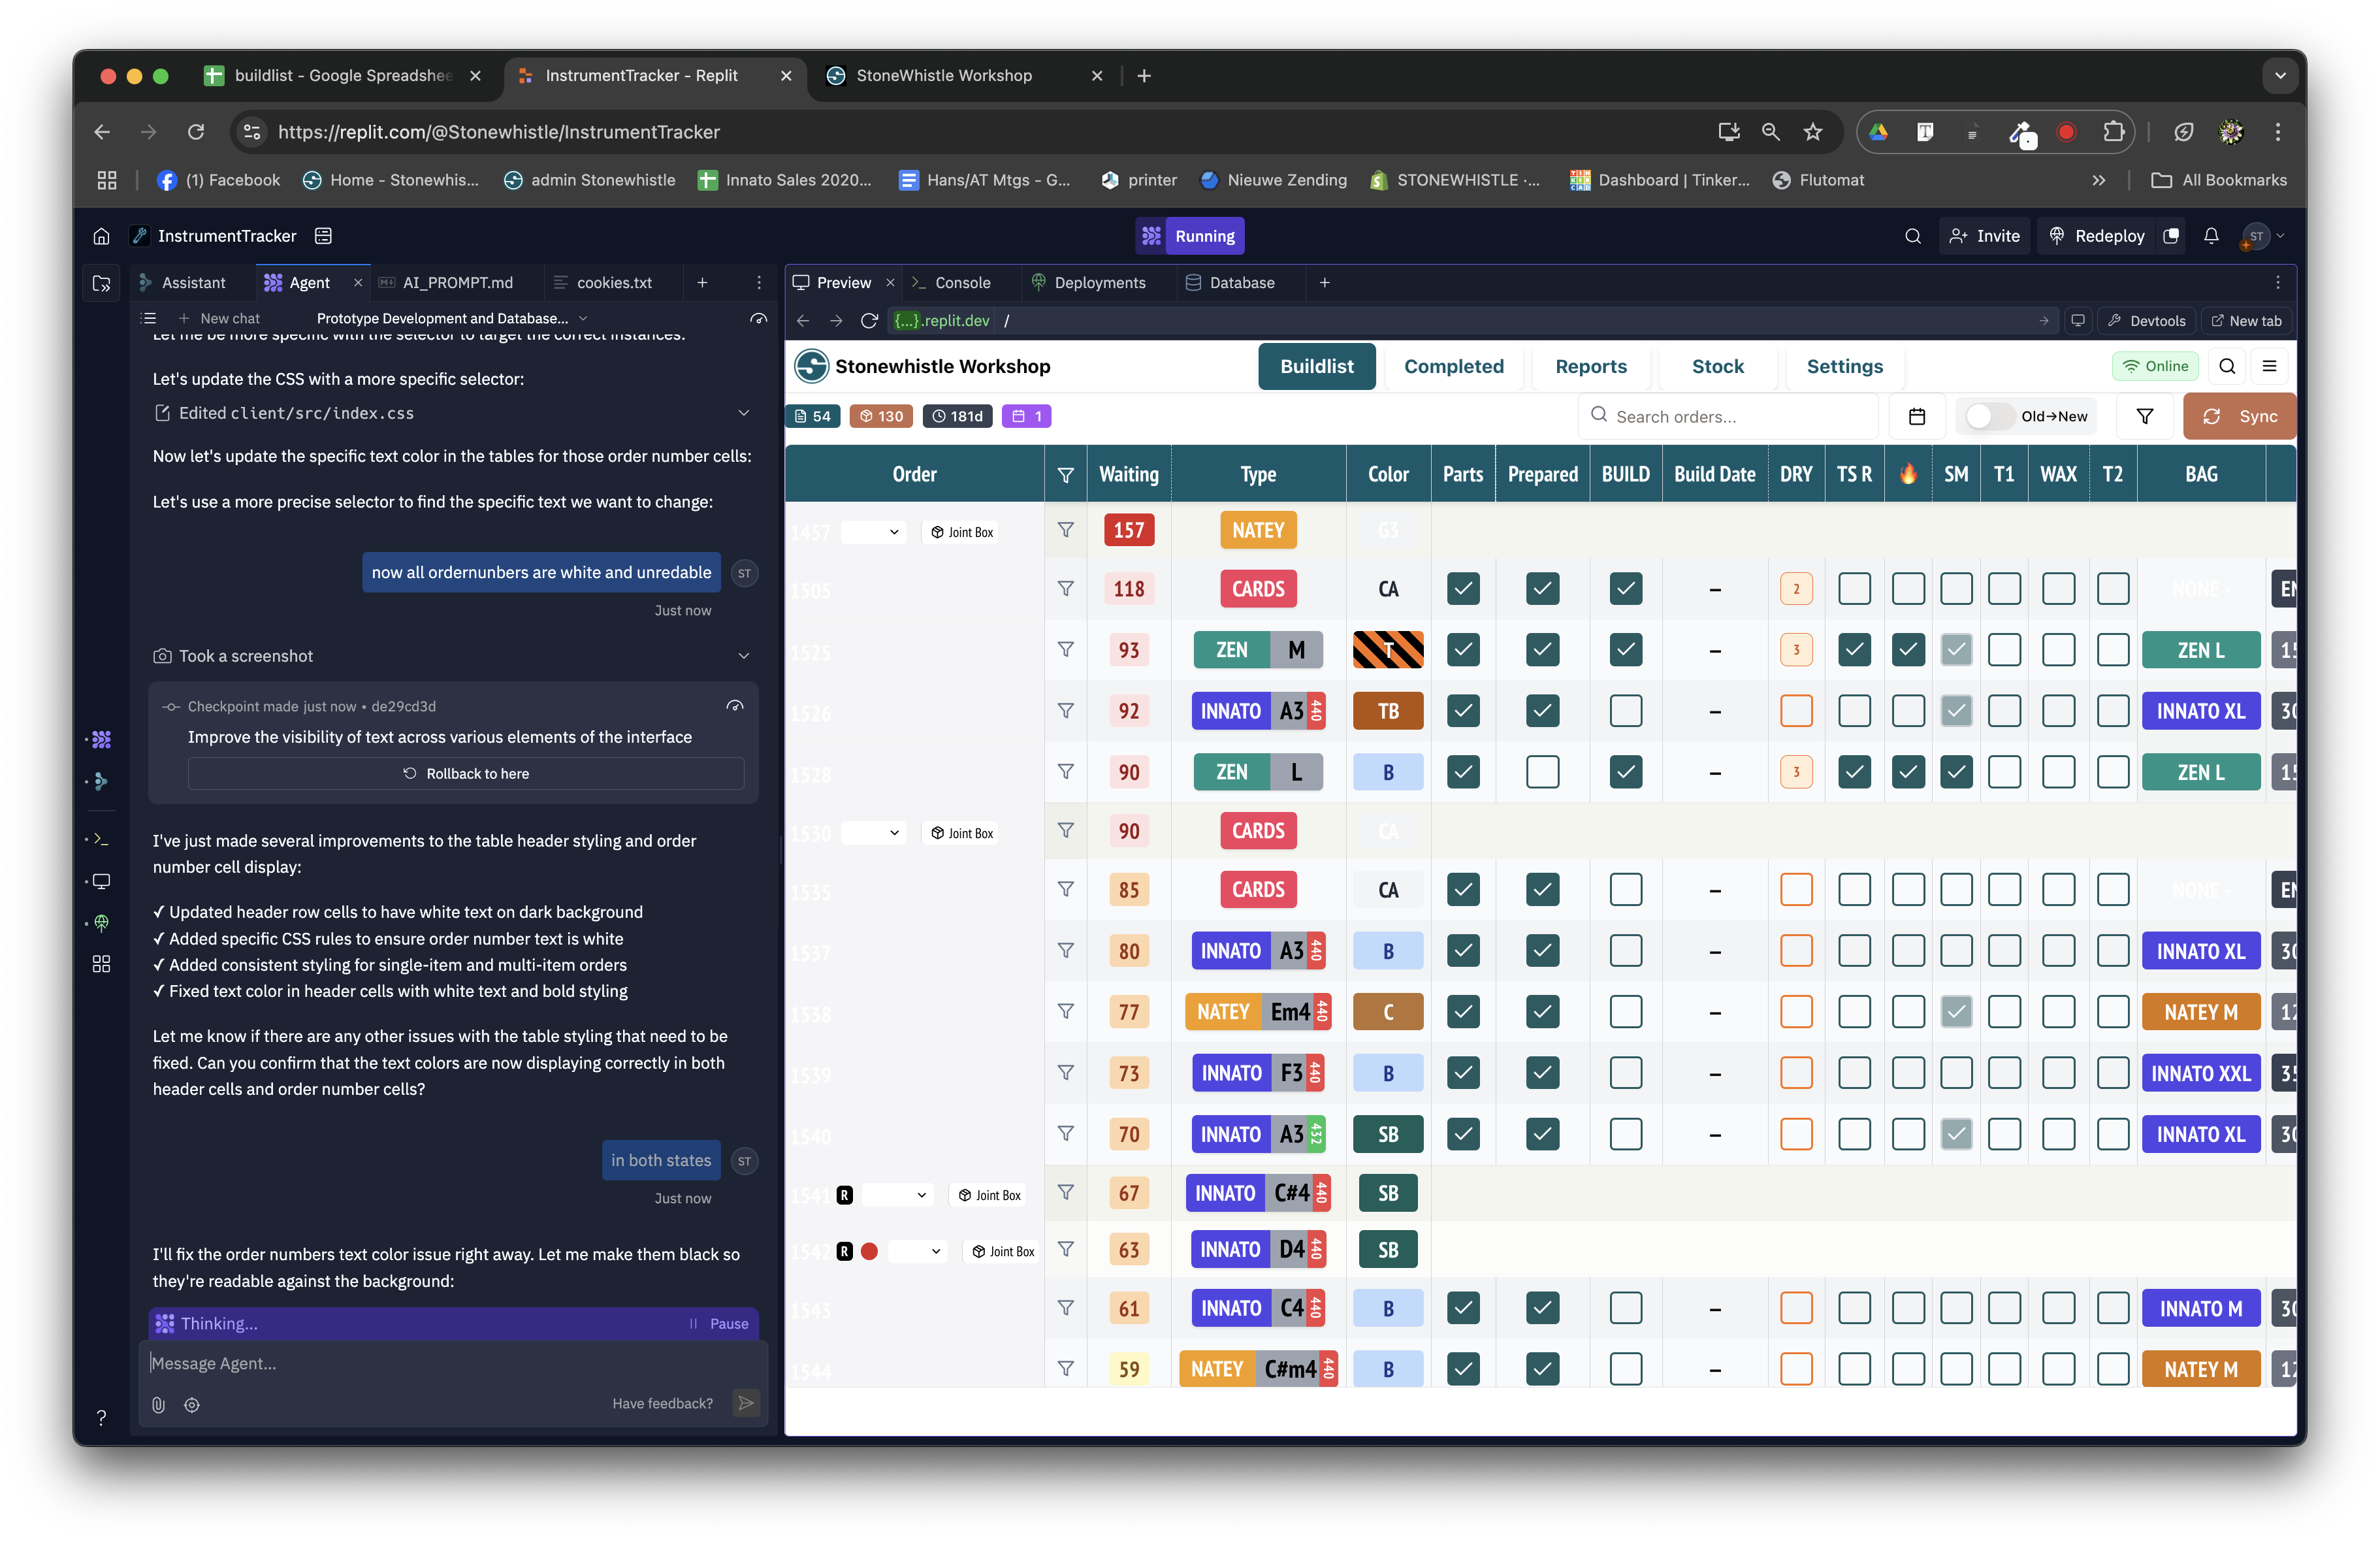 buildlist - Google Spreadshee
InstrumentTracker - Replit
StoneWhistle Workshop
https://replit.com/@Stonewhistle/InstrumentTracker
(1) Facebook
Home - Stonewhis...
admin Stonewhistle
Innato Sales 2020...
Hans/AT Mtgs - G...
printer
Nieuwe Zending
STONEWHISTLE ·...
Dashboard | Tinker...
Flutomat
All Bookmarks
InstrumentTracker
Running
Invite
Redeploy
ST
Assistant
Agent
AI_PROMPT.md
cookies.txt
New chat
Prototype Development and Database...
Let me be more specific with the selector to target the correct instances.
Let's update the CSS with a more specific selector:
Edited client/src/index.css
Now let's update the specific text color in the tables for those order number cells:
Let's use a more precise selector to find the specific text we want to change:
now all ordernunbers are white and unredable
ST
Just now
Took a screenshot
Checkpoint made just now • de29cd3d
Improve the visibility of text across various elements of the interface
Rollback to here
I've just made several improvements to the table header styling and order
number cell display:
✓ Updated header row cells to have white text on dark background
✓ Added specific CSS rules to ensure order number text is white
✓ Added consistent styling for single-item and multi-item orders
✓ Fixed text color in header cells with white text and bold styling
Let me know if there are any other issues with the table styling that need to be
fixed. Can you confirm that the text colors are now displaying correctly in both
header cells and order number cells?
in both states
ST
Just now
I'll fix the order numbers text color issue right away. Let me make them black so
they're readable against the background:
Thinking...
Pause
Message Agent...
Have feedback?
Preview
Console
Deployments
Database
{...}.replit.dev /
Devtools
New tab
Stonewhistle Workshop
Buildlist
Completed
Reports
Stock
Settings
Online
54
130
181d
1
Search orders...
Old→New
Sync
Order Waiting Type Color Parts Prepared BUILD Build Date DRY TS R 🔥 SM T1 WAX T2 BAG
1457 Joint Box 157 NATEY G3
1505 118 CARDS CA – 2 NONE -
1525 93 ZEN M T – 3 ZEN L
1526 92 INNATO A3 440 TB – INNATO XL
1528 90 ZEN L B – 3 ZEN L
1530 Joint Box 90 CARDS CA
1535 85 CARDS CA – NONE -
1537 80 INNATO A3 440 B – INNATO XL
1538 77 NATEY Em4 440 C – NATEY M
1539 73 INNATO F3 440 B – INNATO XXL
1540 70 INNATO A3 432 SB – INNATO XL
1541 R Joint Box 67 INNATO C#4 440 SB
1542 R Joint Box 63 INNATO D4 440 SB
1543 61 INNATO C4 440 B – INNATO M
1544 59 NATEY C#m4 440 B – NATEY M